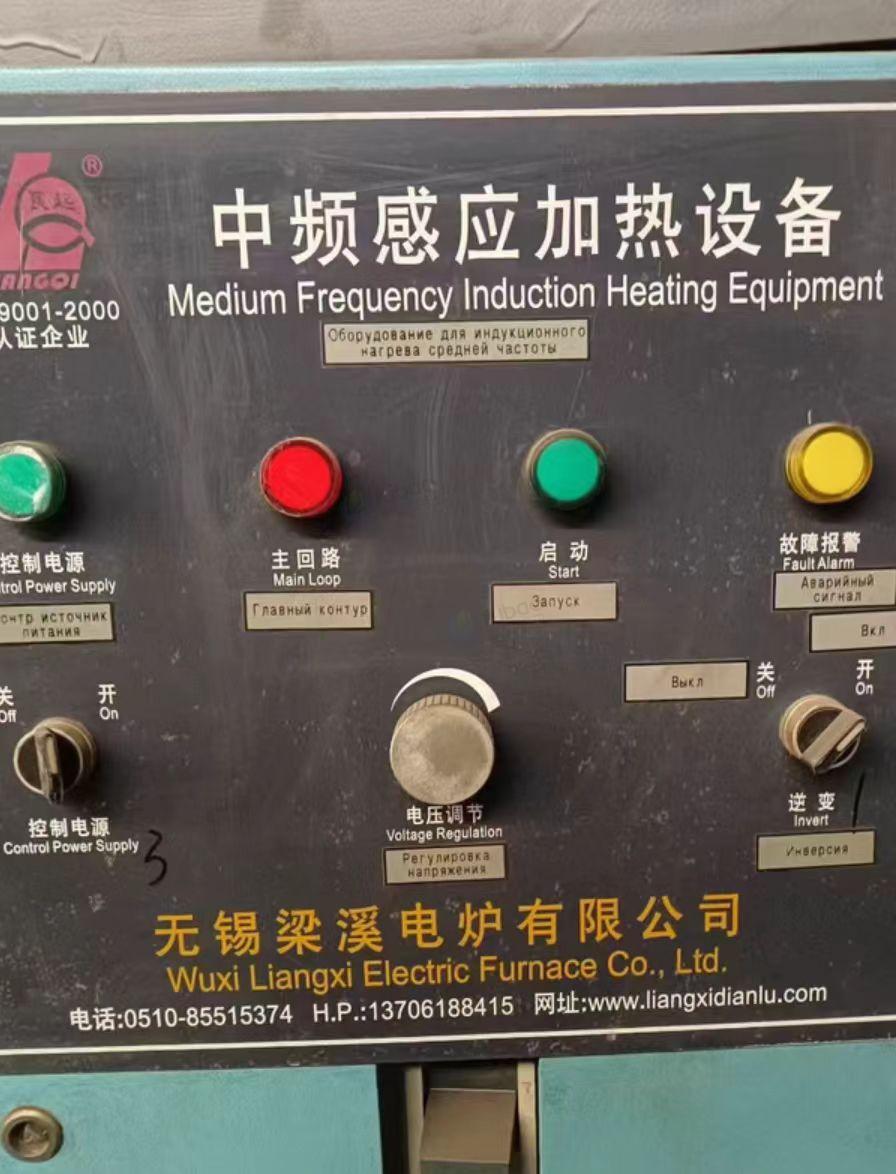 ®
ANGQI
9001-2000
认证企业
中频感应加热设备
Medium Frequency Induction Heating Equipment
Оборудование для индукционного
нагрева средней частоты
控制电源
trol Power Supply
онтр источник
питания
主回路
Main Loop
Главный контур
启动
Start
Запуск
故障报警
Fault Alarm
Аварийный
сигнал
Вкл
关
Off
开
On
Выкл
关
Off
开
On
控制电源
Control Power Supply
3
电压调节
Voltage Regulation
Регулировка
напряжения
逆变
Invert
Инверсия
无锡梁溪电炉有限公司
Wuxi Liangxi Electric Furnace Co., Ltd.
电话:0510-85515374 H.P.:13706188415 网址:www.liangxidianlu.com